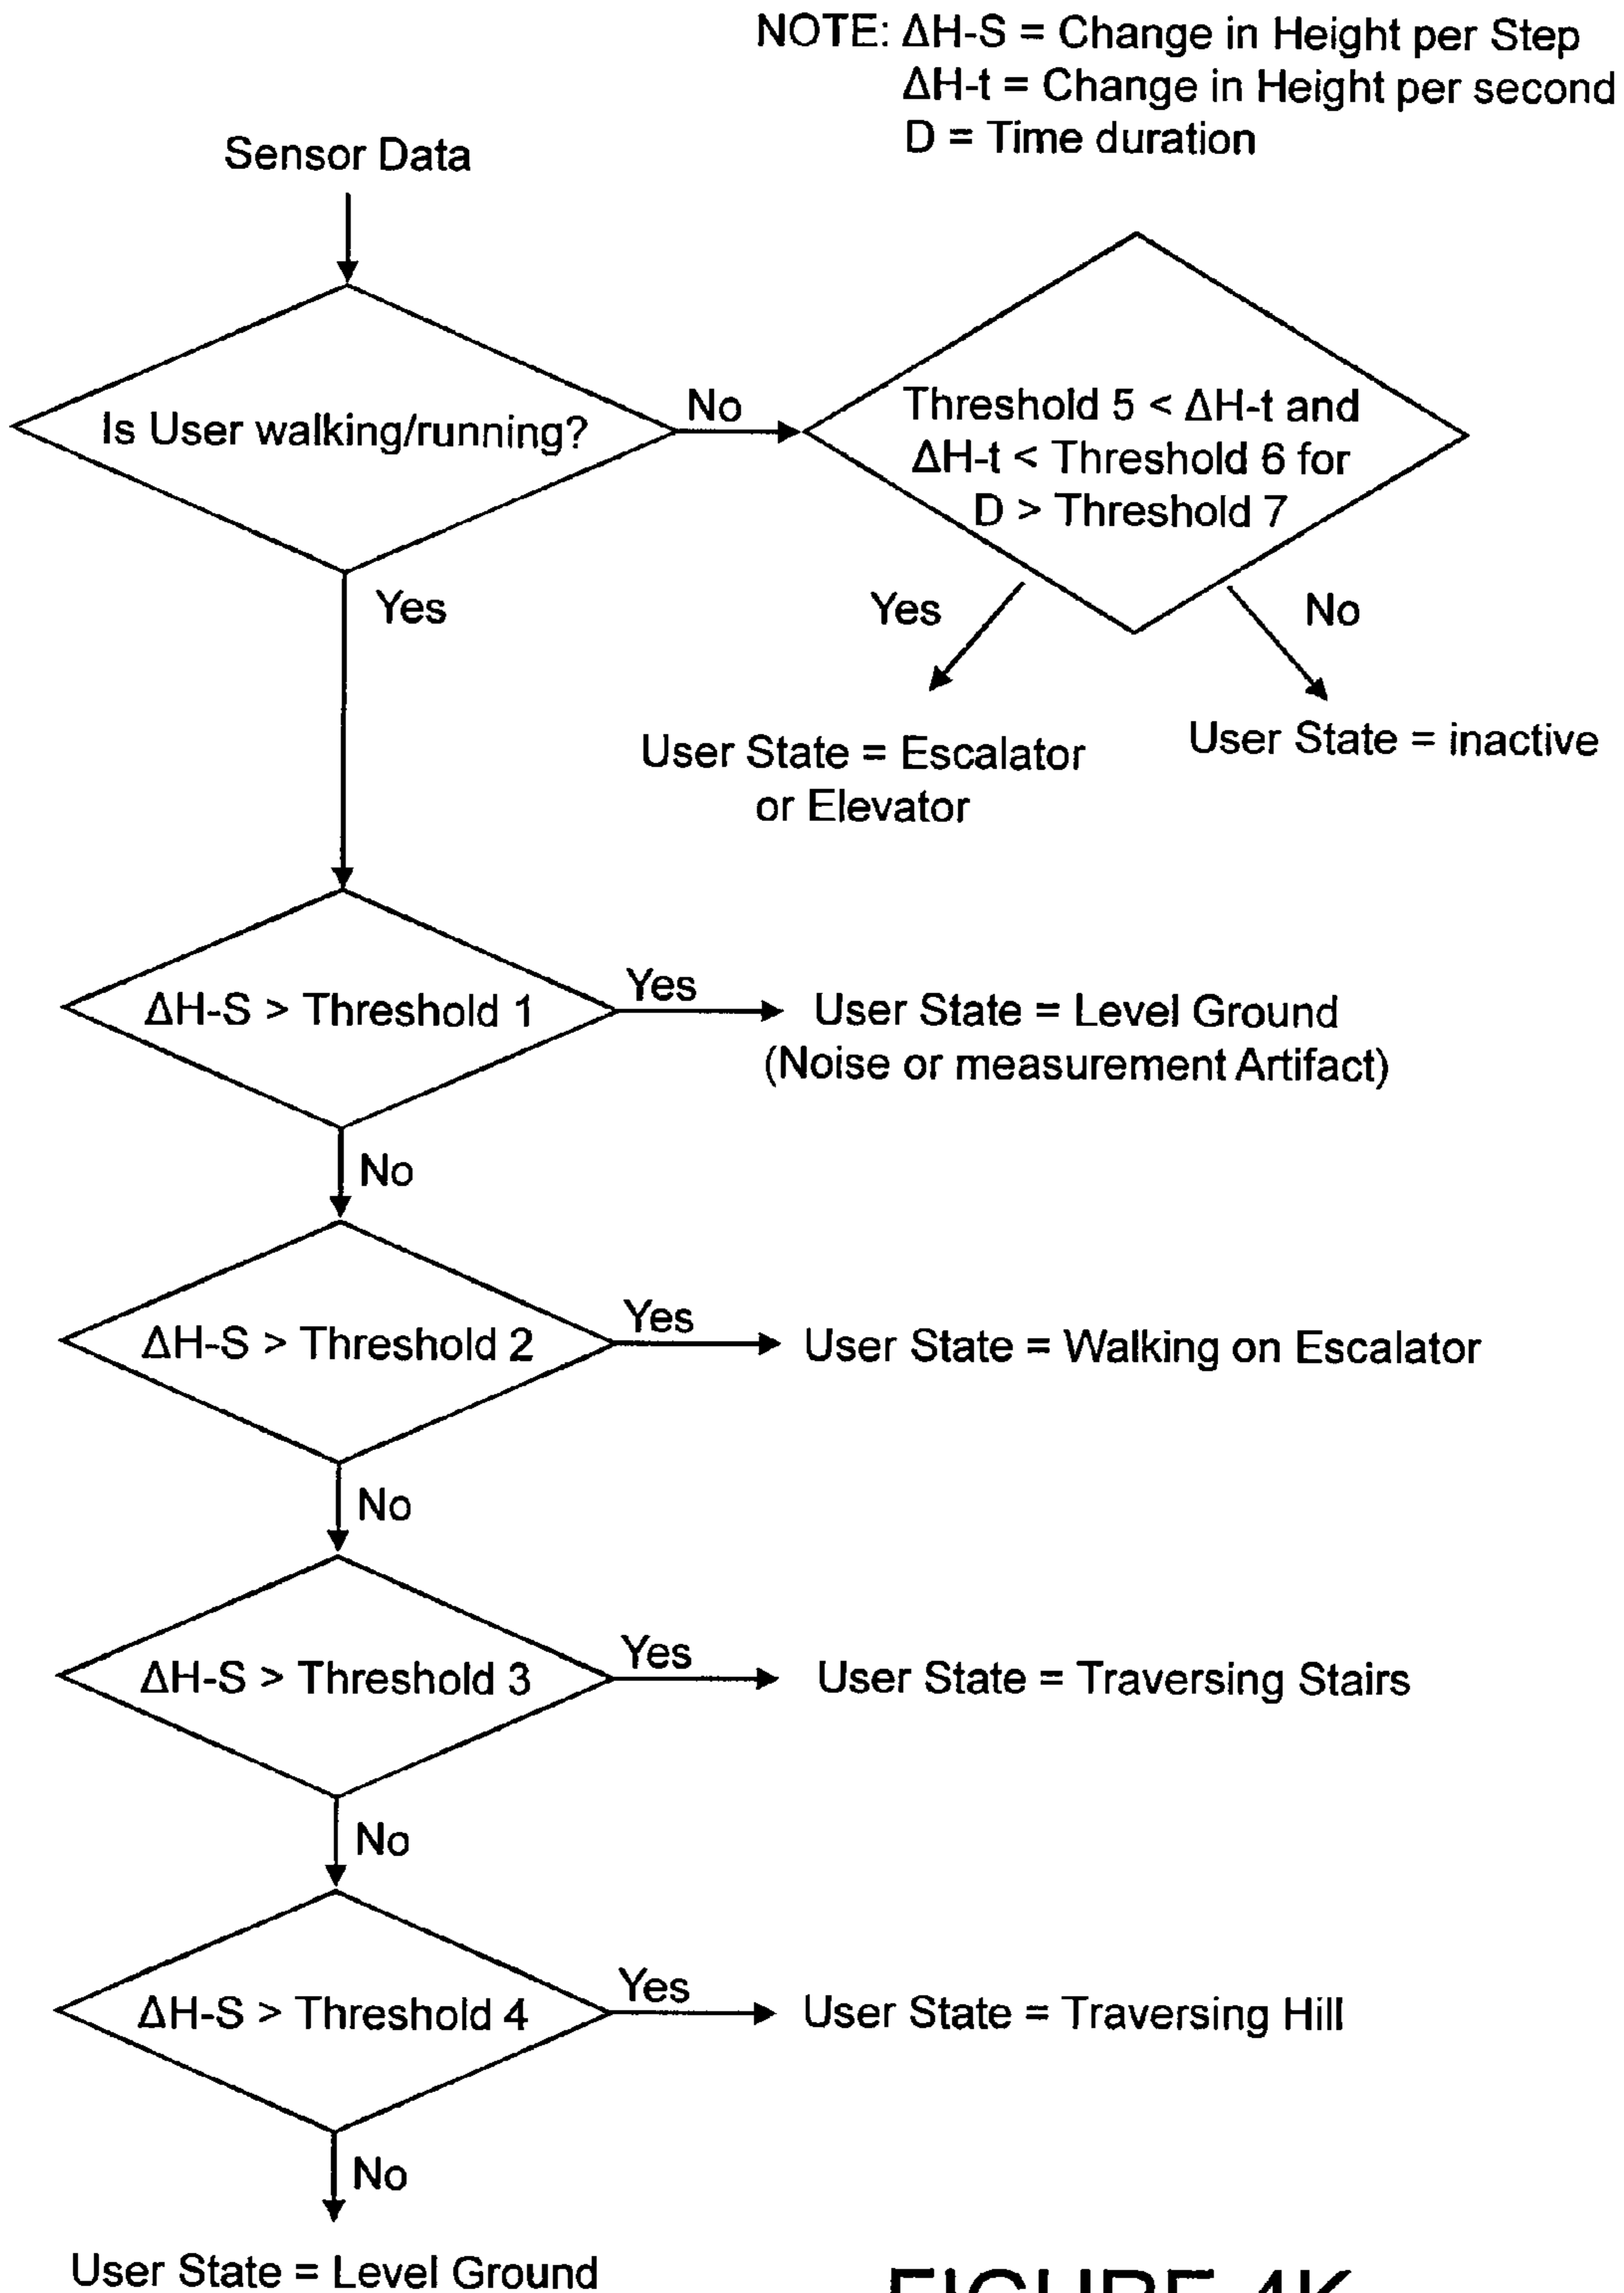 NOTE: ΔH-S = Change in Height per Step
ΔH-t = Change in Height per second
D = Time duration
Sensor Data
Is User walking/running?
No
Threshold 5 < ΔH-t and
ΔH-t < Threshold 6 for
D > Threshold 7
Yes
Yes
No
User State = Escalator
or Elevator
User State = inactive
ΔH-S > Threshold 1
Yes
User State = Level Ground
(Noise or measurement Artifact)
No
ΔH-S > Threshold 2
Yes
User State = Walking on Escalator
No
ΔH-S > Threshold 3
Yes
User State = Traversing Stairs
No
ΔH-S > Threshold 4
Yes
User State = Traversing Hill
No
User State = Level Ground
FIGURE 4K